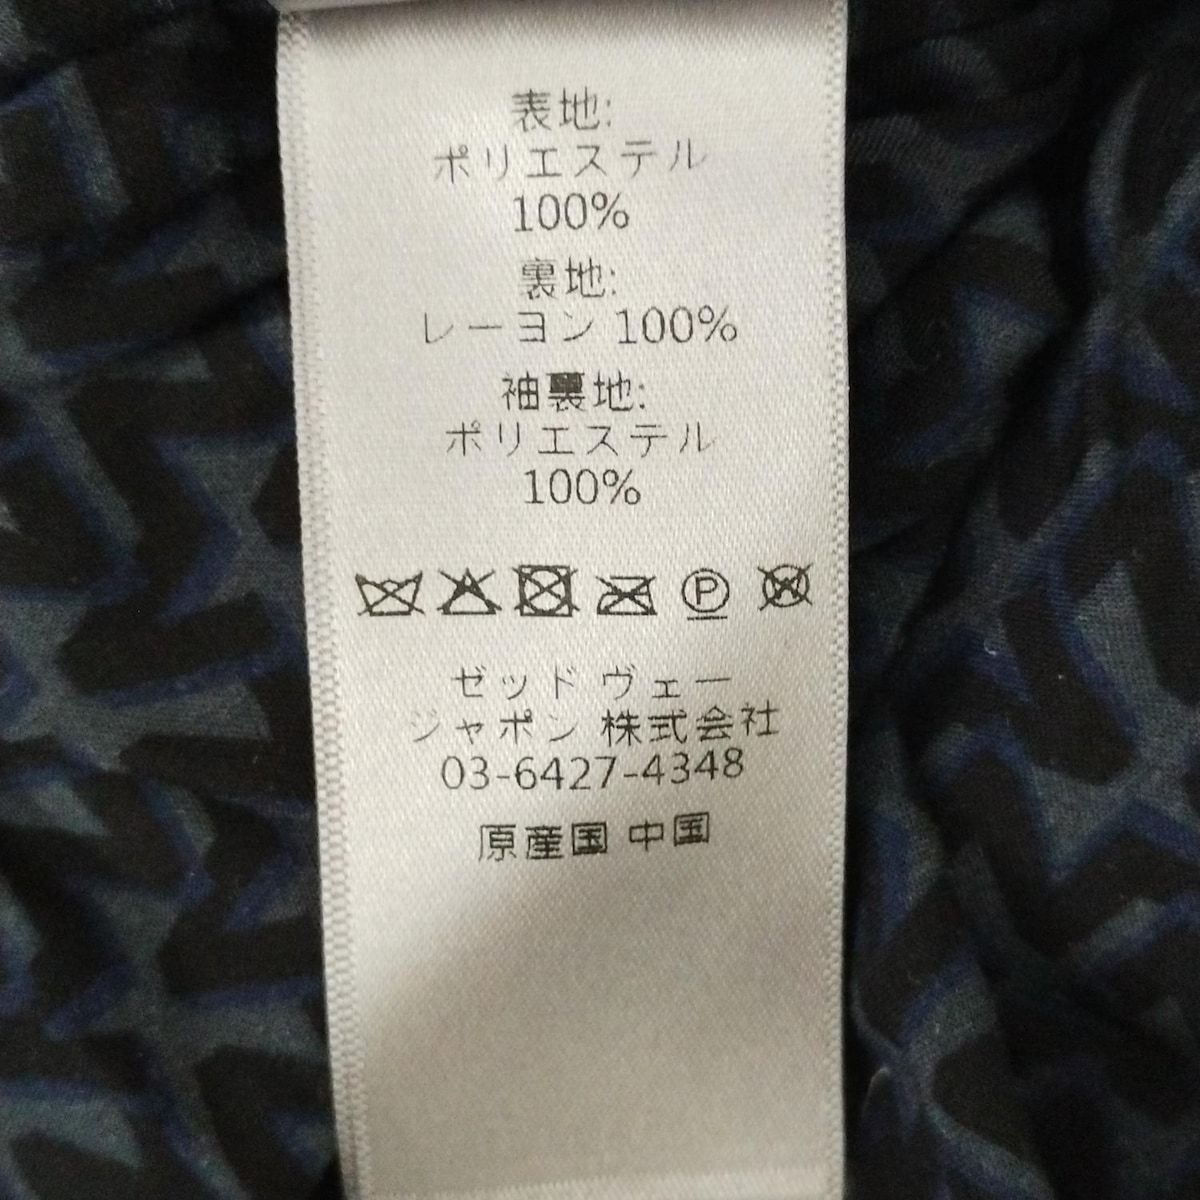 表地:
ポリエステル
100%
裏地:
レーヨン 100%
袖裏地:
ポリエステル
100%
P W
ゼッド ヴェー
ジャポン 株式会社
03-6427-4348
原産国 中国